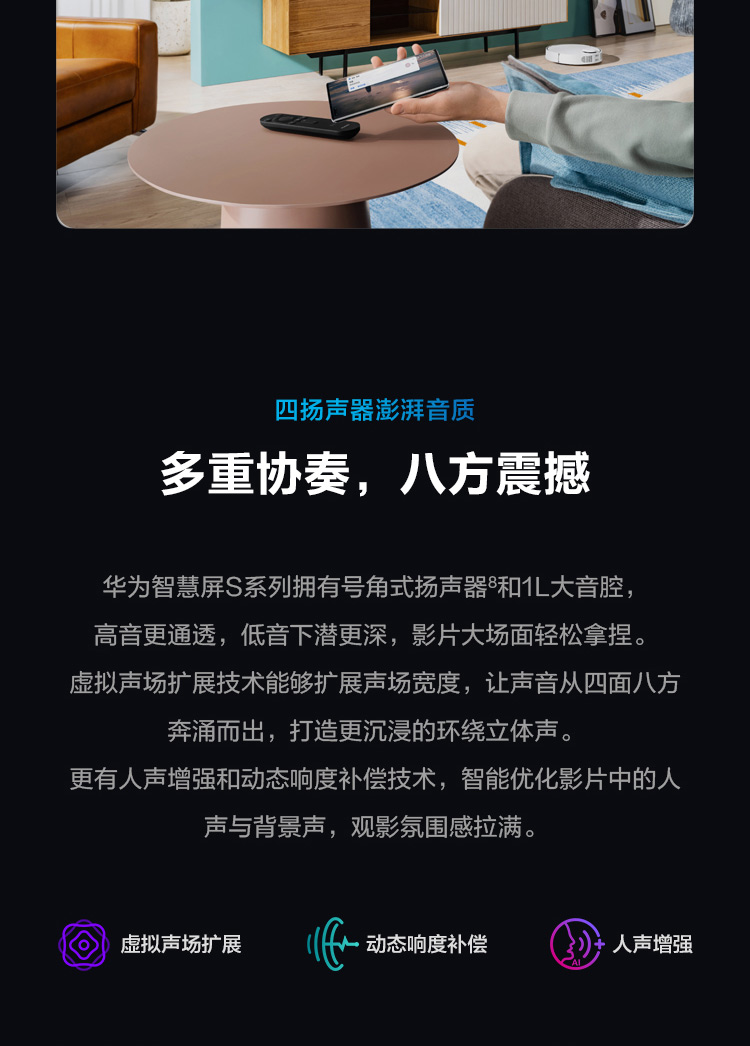 四扬声器澎湃音质
多重协奏，八方震撼
华为智慧屏S系列拥有号角式扬声器⁸和1L大音腔，
高音更通透，低音下潜更深，影片大场面轻松拿捏。
虚拟声场扩展技术能够扩展声场宽度，让声音从四面八方
奔涌而出，打造更沉浸的环绕立体声。
更有人声增强和动态响度补偿技术，智能优化影片中的人
声与背景声，观影氛围感拉满。
虚拟声场扩展
动态响度补偿
AI
人声增强